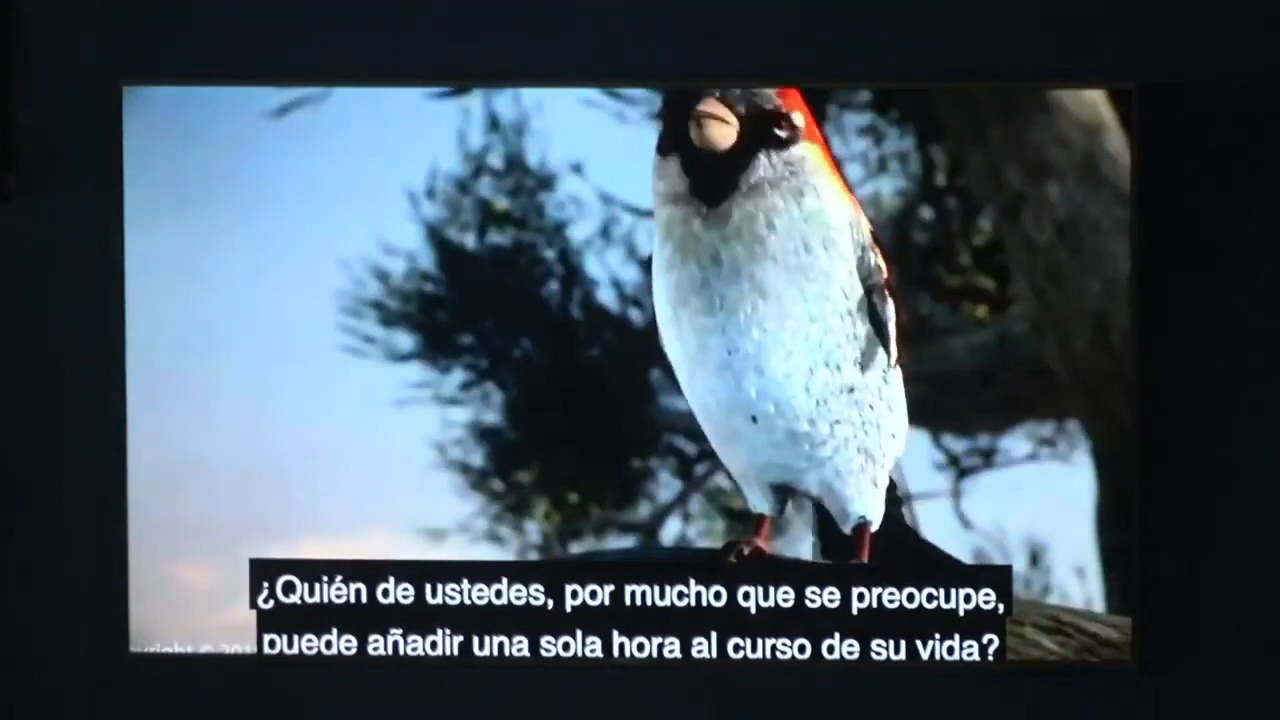 ¿Quién de ustedes, por mucho que se preocupe,
puede añadir una sola hora al curso de su vida?